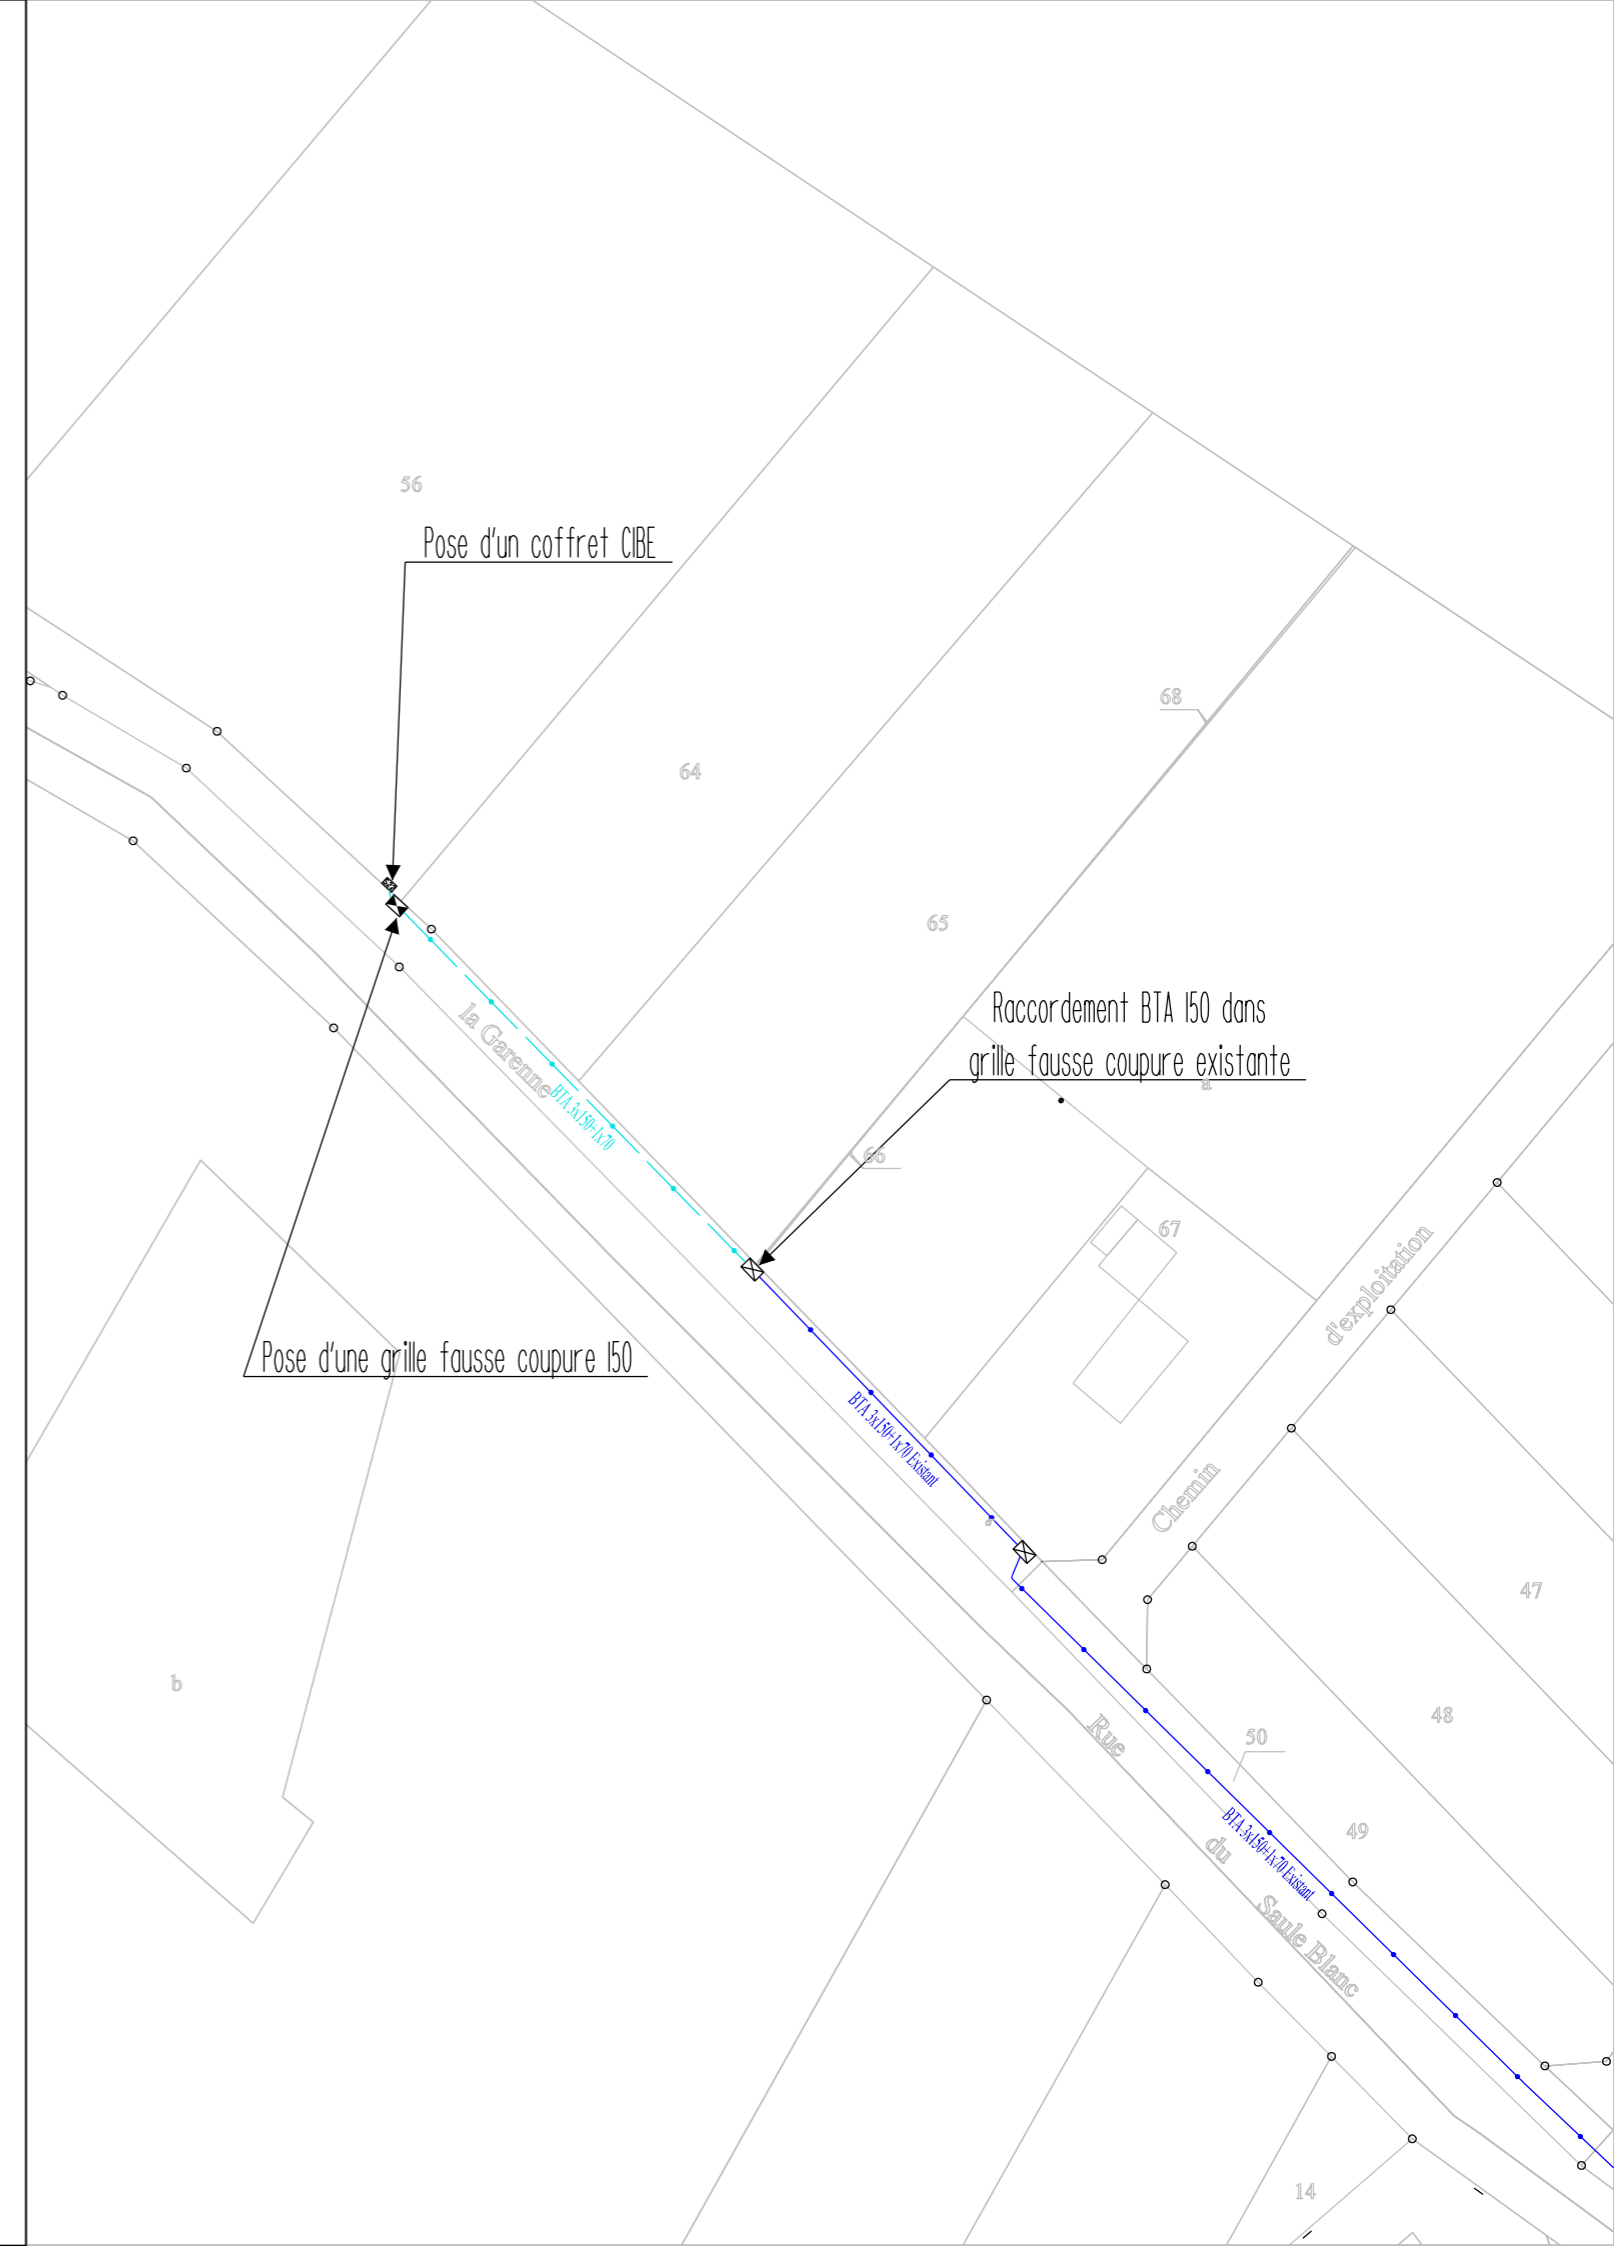 56
Pose d'un coffret CIBE
68
64
65
Raccordement BTA 150 dans
grille fausse coupure existante
a
la Garenne
BTA 3x150+1x70
66
67
d'exploitation
Pose d'une grille fausse coupure 150
BTA 3x150+1x70 Existant
Chemin
47
b
48
Rue
50
49
BTA 3x150+1x70 Existant
du
Saule Blanc
14